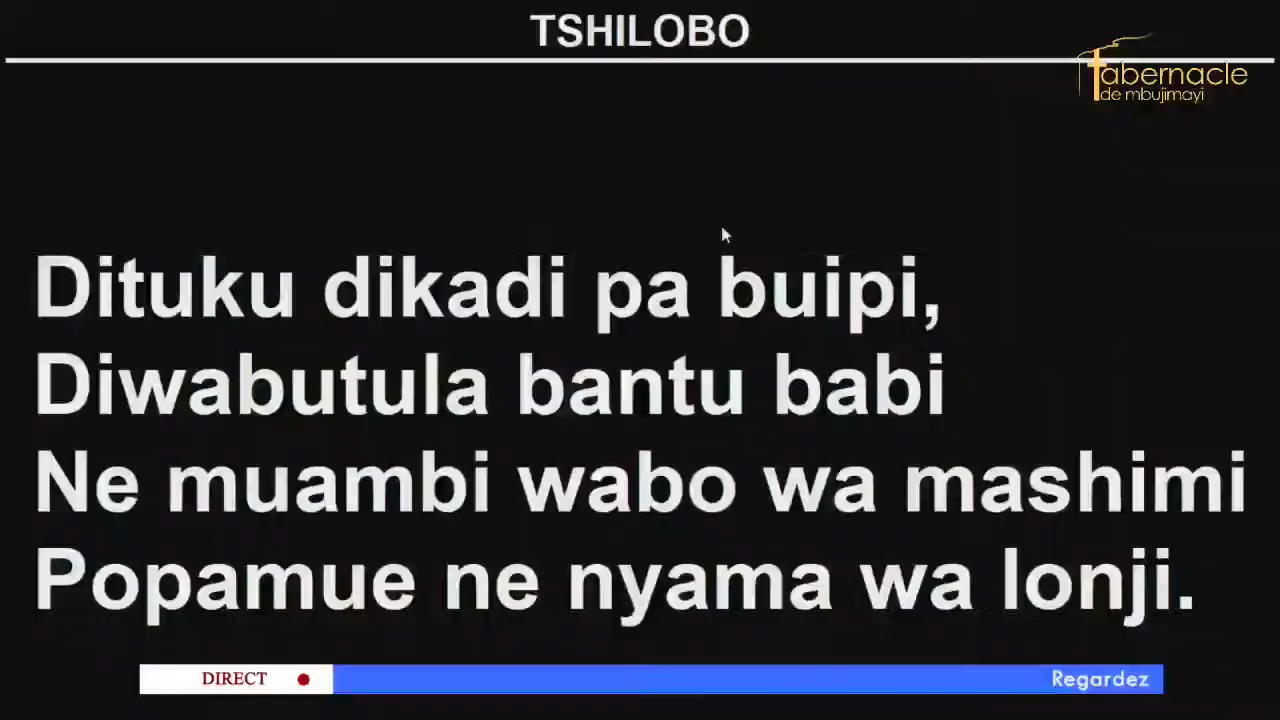 TSHILOBO
tabernacle
de mbujimayi
Dituku dikadi pa buipi,
Diwabutula bantu babi
Ne muambi wabo wa mashimi
Popamue ne nyama wa lonji.
DIRECT
Regardez